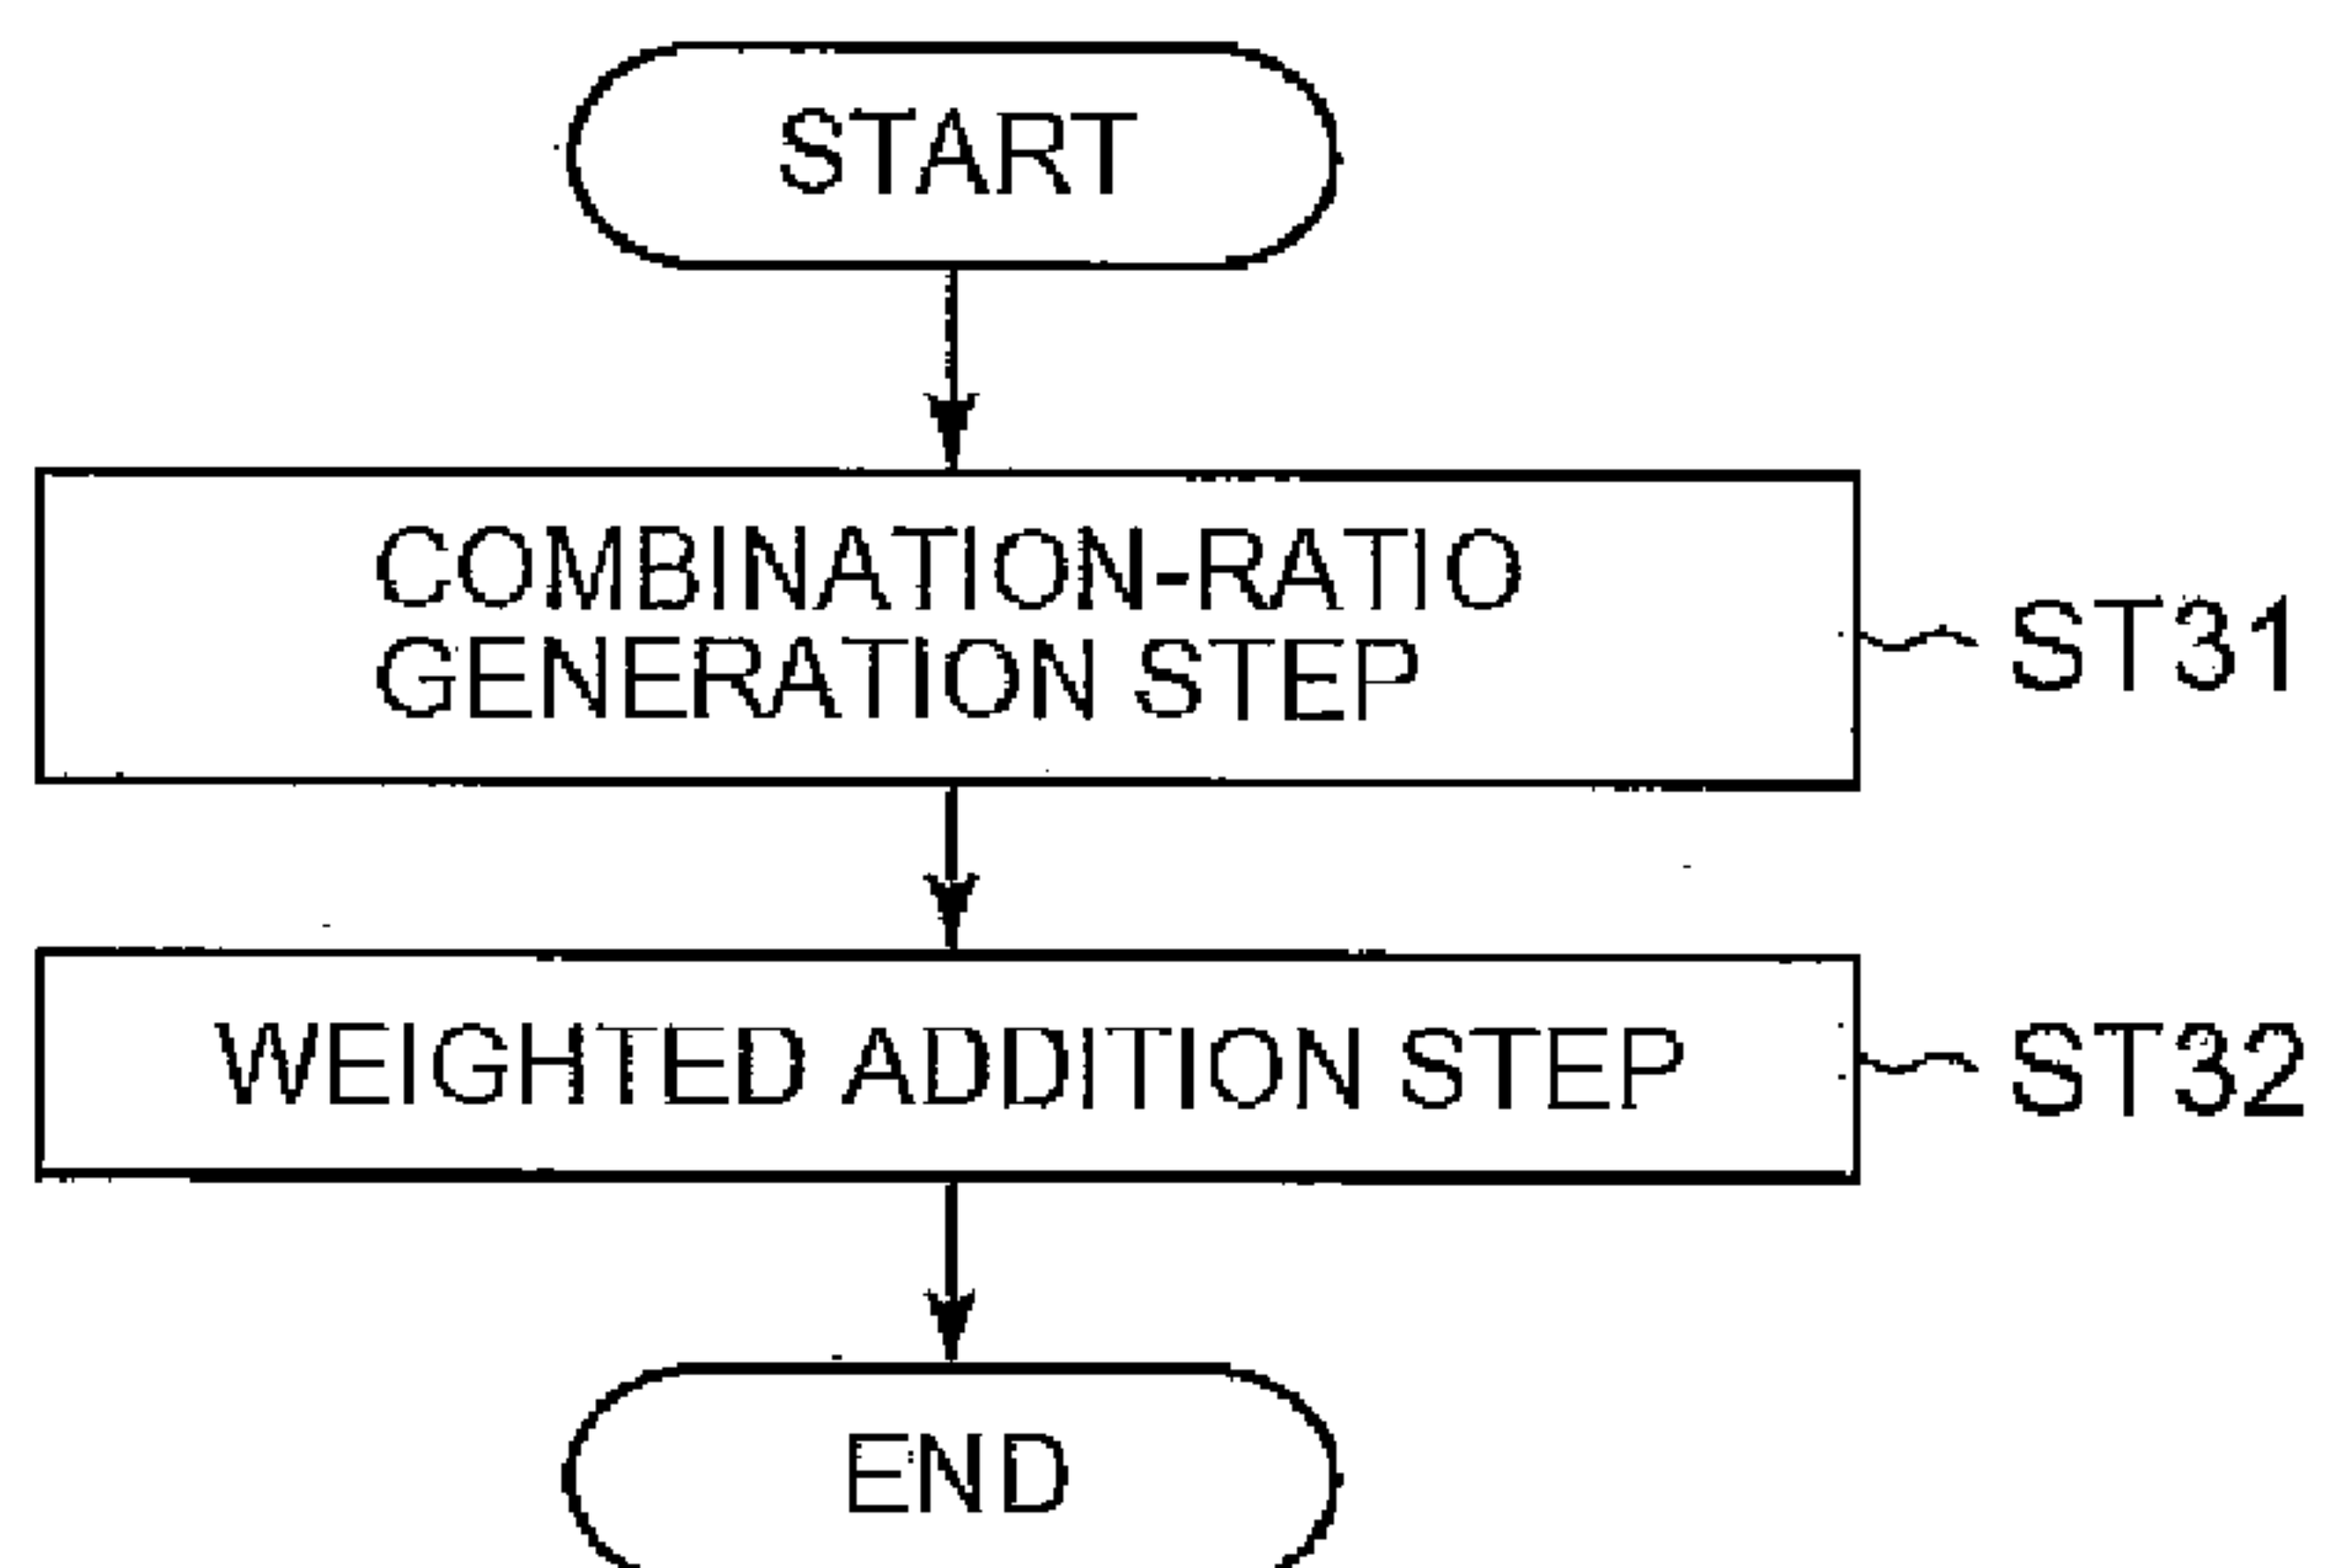 START
COMBINATION-RATIO
GENERATION STEP
ST31
WEIGHTED ADDITION STEP
ST32
END